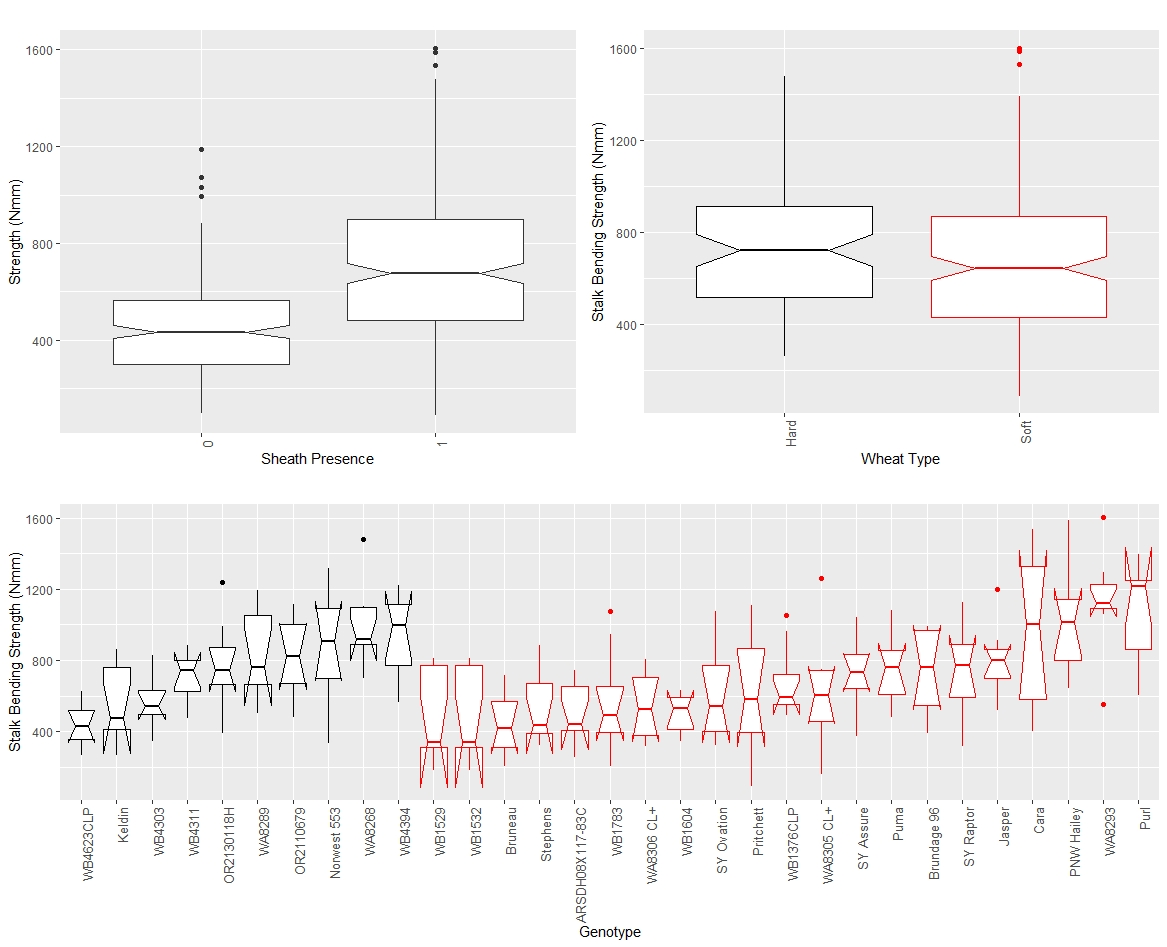 Strength (Nmm)
1600
1200
800
400
0
1
Sheath Presence
Stalk Bending Strength (Nmm)
1600
1200
800
400
Hard
Soft
Wheat Type
Stalk Bending Strength (Nmm)
1600
1200
800
400
WB4623CLP
Keldin
WB4303
WB4311
OR2130118H
WA8289
OR2110679
Norwest 553
WA8268
WB4394
WB1529
WB1532
Bruneau
Stephens
ARSDH08X117-83C
WB1783
WA8306 CL+
WB1604
SY Ovation
Pritchett
WB1376CLP
WA8305 CL+
SY Assure
Puma
Brundage 96
SY Raptor
Jasper
Cara
PNW Hailey
WA8293
Purl
Genotype